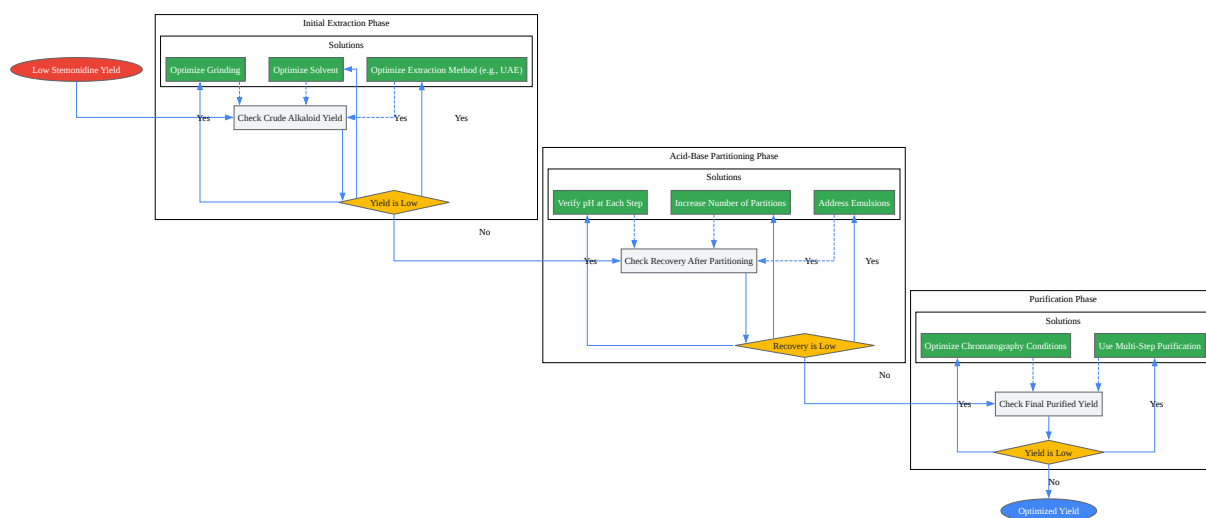 Initial Extraction Phase
Solutions
Low Stemonidine Yield
Optimize Grinding
Optimize Solvent
Optimize Extraction Method (e.g., UAE)
Check Crude Alkaloid Yield
Yes
Yes
Yes
Yield is Low
No
Acid-Base Partitioning Phase
Solutions
Verify pH at Each Step
Increase Number of Partitions
Address Emulsions
Check Recovery After Partitioning
Yes
Yes
Yes
Recovery is Low
No
Purification Phase
Solutions
Optimize Chromatography Conditions
Use Multi-Step Purification
Check Final Purified Yield
Yes
Yes
Yield is Low
No
Optimized Yield